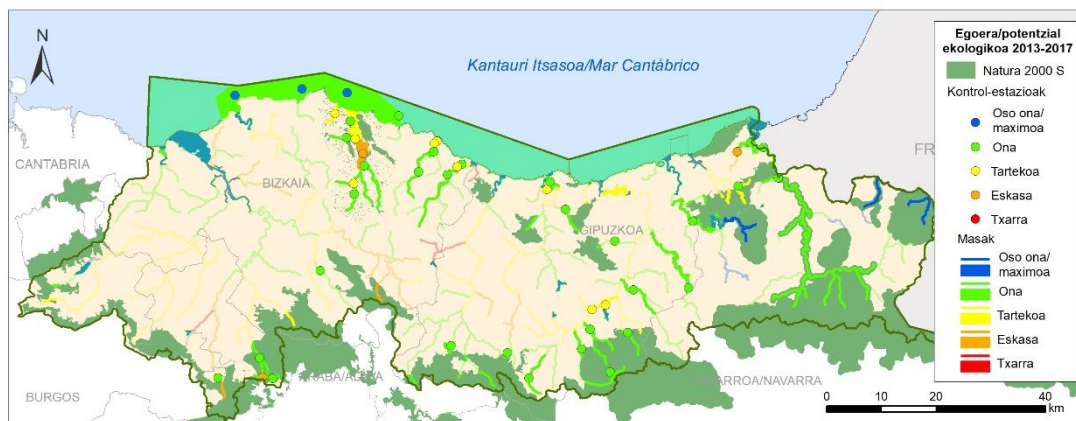 N
Kantauri Itsasoa/Mar Cantábrico
CANTABRIA
BIZKAIA
GIPUZKOA
FR
BURGOS
ARABA/ALAVA
NAFARROA/NAVARRA
Egoera/potentzial
ekologikoa 2013-2017
Natura 2000 S
Kontrol-estazioak
Oso ona/
maximoa
Ona
Tartekoa
Eskasa
Txarra
Masak
Oso ona/
maximoa
Ona
Tartekoa
Eskasa
Txarra
0 10 20 30 40
km